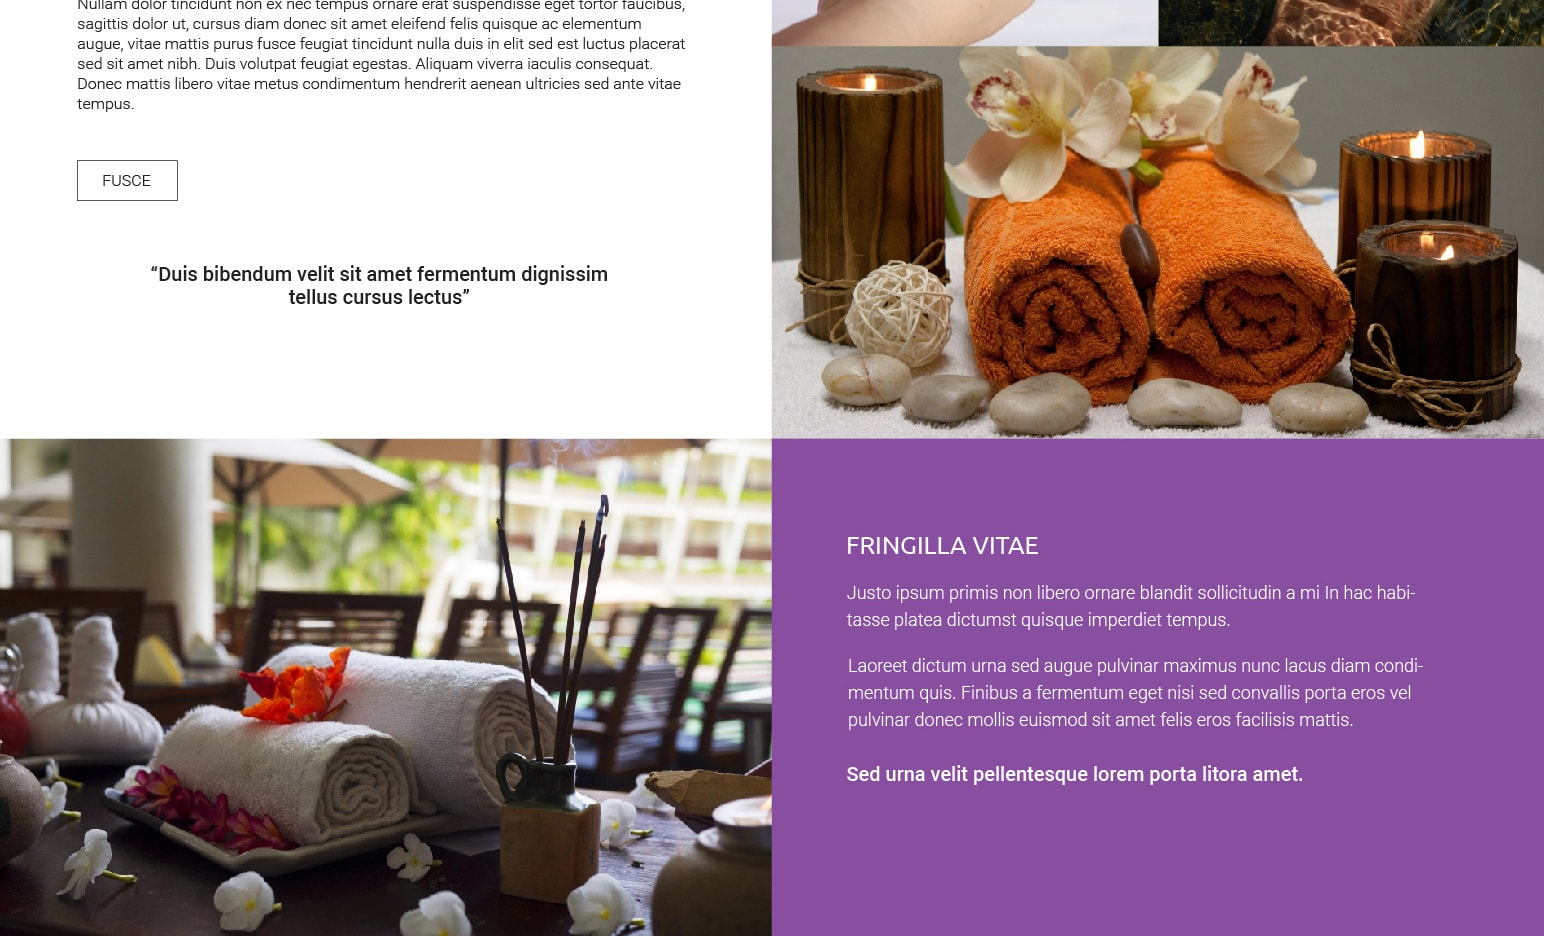 Nullam dolor tincidunt non ex nec tempus ornare erat suspendisse eget tortor faucibus,
sagittis dolor ut, cursus diam donec sit amet eleifend felis quisque ac elementum
augue, vitae mattis purus fusce feugiat tincidunt nulla duis in elit sed est luctus placerat
sed sit amet nibh. Duis volutpat feugiat egestas. Aliquam viverra iaculis consequat.
Donec mattis libero vitae metus condimentum hendrerit aenean ultricies sed ante vitae
tempus.
FUSCE
“Duis bibendum velit sit amet fermentum dignissim
tellus cursus lectus”
FRINGILLA VITAE
Justo ipsum primis non libero ornare blandit sollicitudin a mi In hac habi-
tasse platea dictumst quisque imperdiet tempus.
Laoreet dictum urna sed augue pulvinar maximus nunc lacus diam condi-
mentum quis. Finibus a fermentum eget nisi sed convallis porta eros vel
pulvinar donec mollis euismod sit amet felis eros facilisis mattis.
Sed urna velit pellentesque lorem porta litora amet.